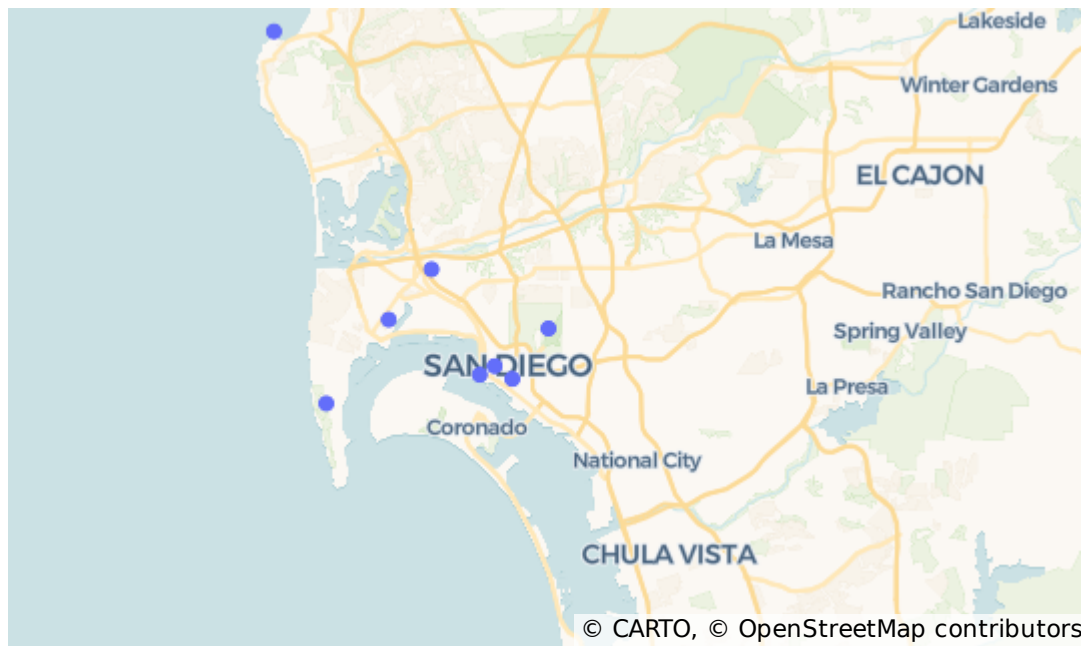 Lakeside
Winter Gardens
EL CAJON
La Mesa
Rancho San Diego
Spring Valley
SAN DIEGO
La Presa
Coronado
National City
CHULA VISTA
© CARTO, © OpenStreetMap contributors